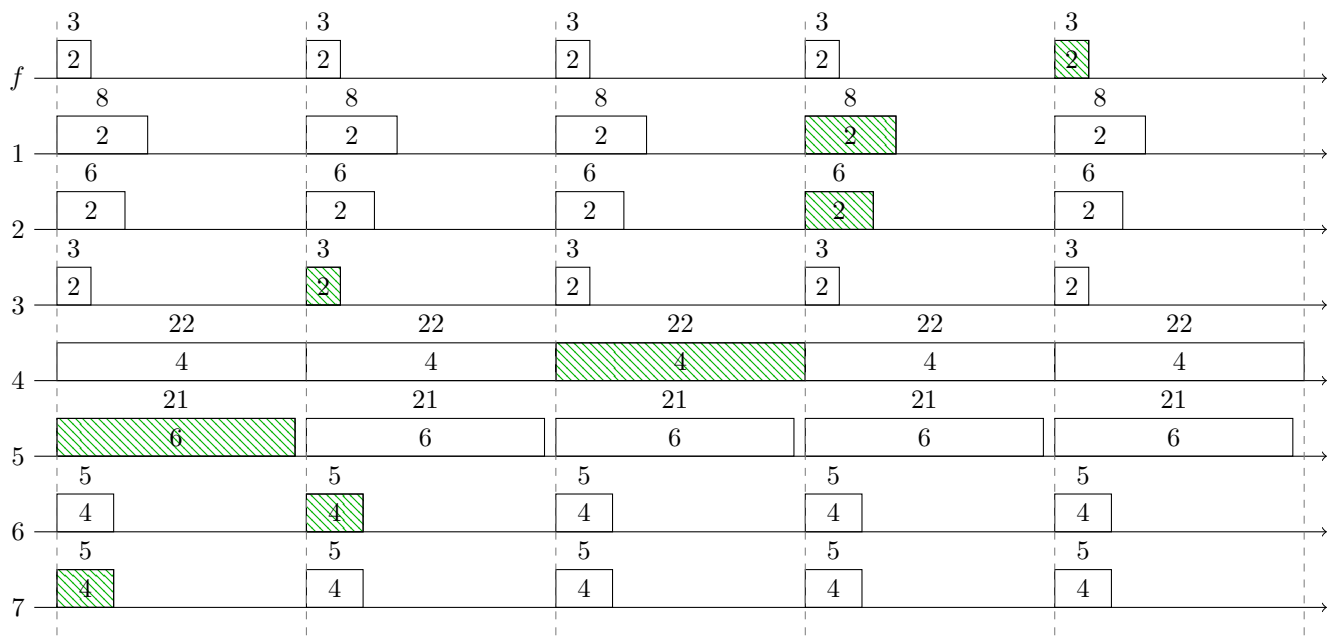 3 3 3 3 3
f 2 2 2 2 2
8 8 8 8 8
1 2 2 2 2 2
6 6 6 6 6
2 2 2 2 2 2
3 3 3 3 3
3 2 2 2 2 2
22 22 22 22 22
4 4 4 4 4 4
21 21 21 21 21
5 6 6 6 6 6
5 5 5 5 5
6 4 4 4 4 4
5 5 5 5 5
7 4 4 4 4 4